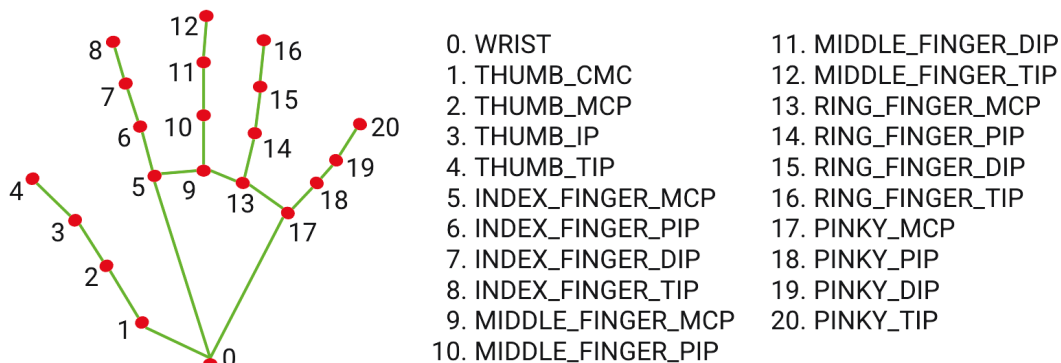 12
8
16
11
7
15
10
20
6
14
19
4
5
9
13
18
3
17
2
1
0
0. WRIST
1. THUMB_CMC
2. THUMB_MCP
3. THUMB_IP
4. THUMB_TIP
5. INDEX_FINGER_MCP
6. INDEX_FINGER_PIP
7. INDEX_FINGER_DIP
8. INDEX_FINGER_TIP
9. MIDDLE_FINGER_MCP
10. MIDDLE_FINGER_PIP
11. MIDDLE_FINGER_DIP
12. MIDDLE_FINGER_TIP
13. RING_FINGER_MCP
14. RING_FINGER_PIP
15. RING_FINGER_DIP
16. RING_FINGER_TIP
17. PINKY_MCP
18. PINKY_PIP
19. PINKY_DIP
20. PINKY_TIP